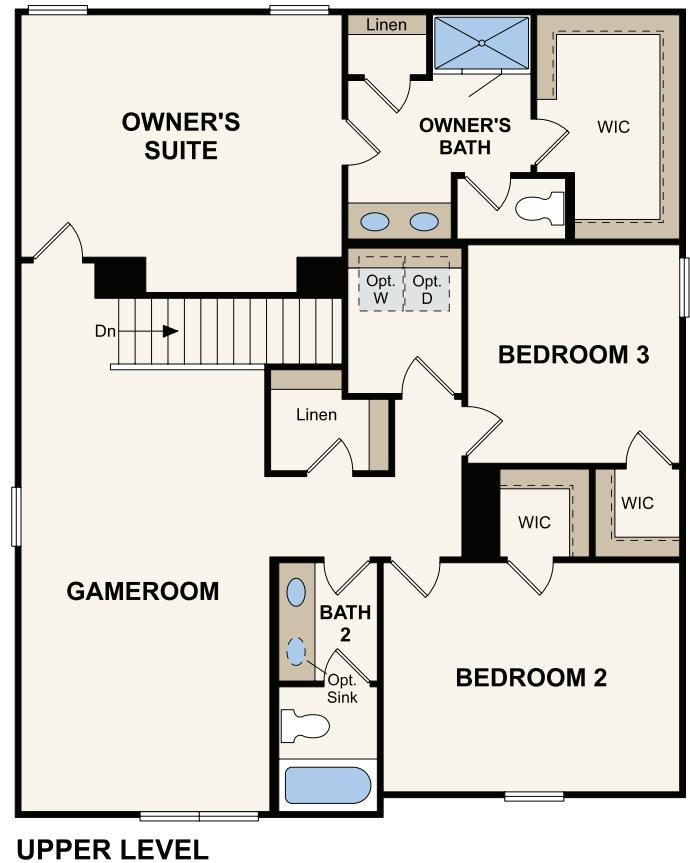 Linen
OWNER'S
SUITE
OWNER'S
BATH
WIC
Opt.
W
Opt.
D
Dn
BEDROOM 3
Linen
WIC
WIC
GAMEROOM
BATH
2
Opt.
Sink
BEDROOM 2
UPPER LEVEL